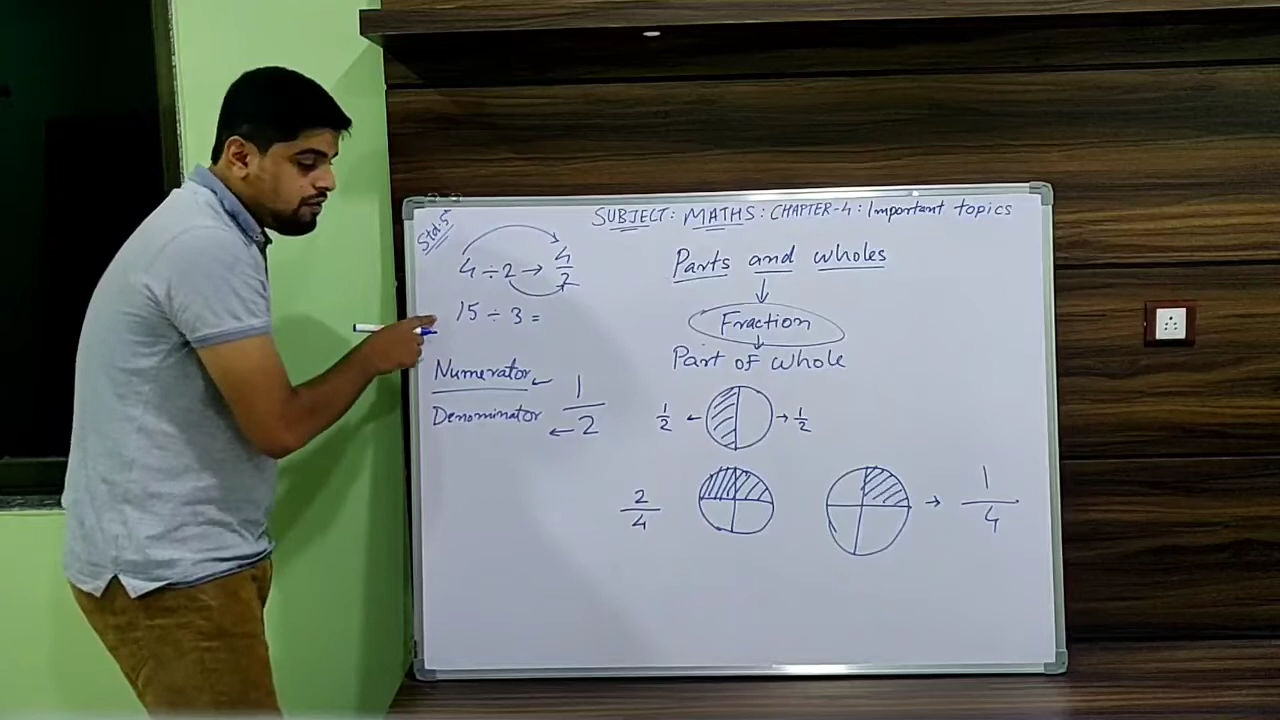 Std:5
SUBJECT: MATHS: CHAPTER-4: Important topics
4 ÷ 2 → 4/2
15 ÷ 3 =
Numerator
Denominator
← 1/2
Parts and wholes
↓
Fraction
↓
Part of whole
1/2 ← → 1/2
2/4
→ 1/4